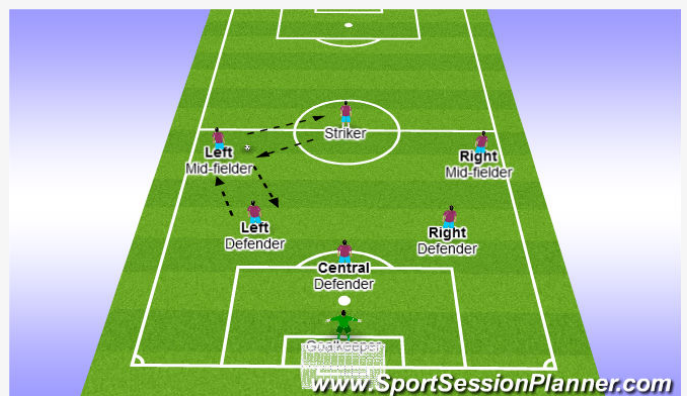 Striker
Left
Mid-fielder
Right
Mid-fielder
Left
Defender
Right
Defender
Central
Defender
Goalkeeper
www.SportSessionPlanner.com